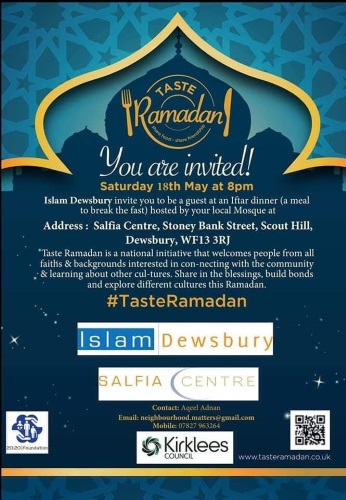 TASTE
Ramadan
share food - share friendship
You are invited!
Saturday 18th May at 8pm
Islam Dewsbury invite you to be a guest at an Iftar dinner (a meal
to break the fast) hosted by your local Mosque at
Address : Salfia Centre, Stoney Bank Street, Scout Hill,
Dewsbury, WF13 3RJ
"Taste Ramadan is a national initiative that welcomes people from all
faiths & backgrounds interested in con-necting with the community
& learning about other cul-tures. Share in the blessings, build bonds
and explore different cultures this Ramadan.
#TasteRamadan
Islam Dewsbury
SALFIA CENTRE
Contact: Aqeel Adnan
Email: neighbourhood.matters@gmail.com
Mobile: 07827 963264
Kirklees
COUNCIL
2020Foundation
www.tasteramadan.co.uk